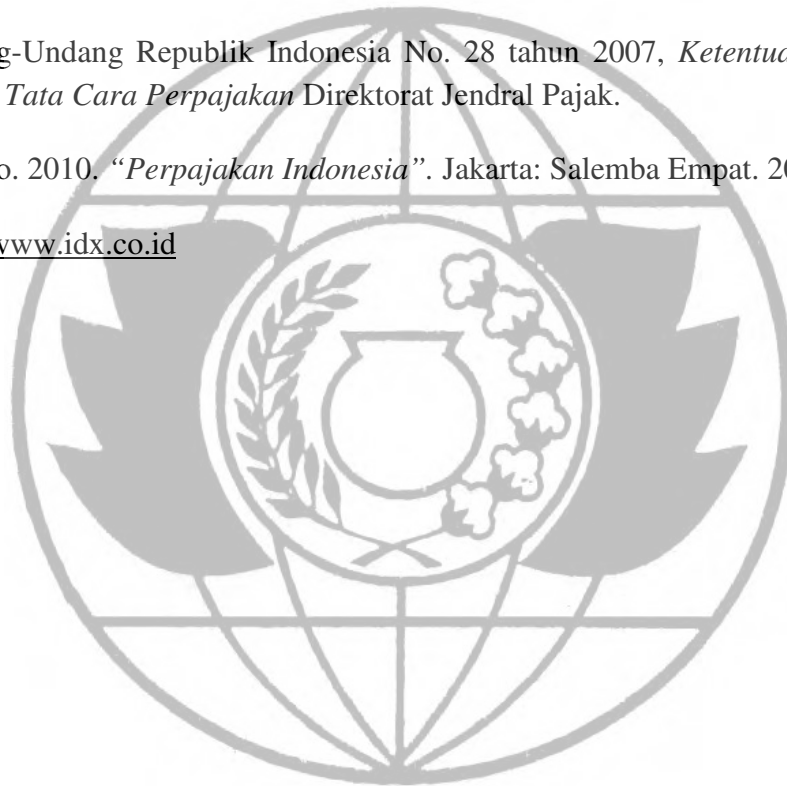 g-Undang Republik Indonesia No. 28 tahun 2007, Ketentua
Tata Cara Perpajakan Direktorat Jendral Pajak.
o. 2010. “Perpajakan Indonesia”. Jakarta: Salemba Empat. 20
www.idx.co.id